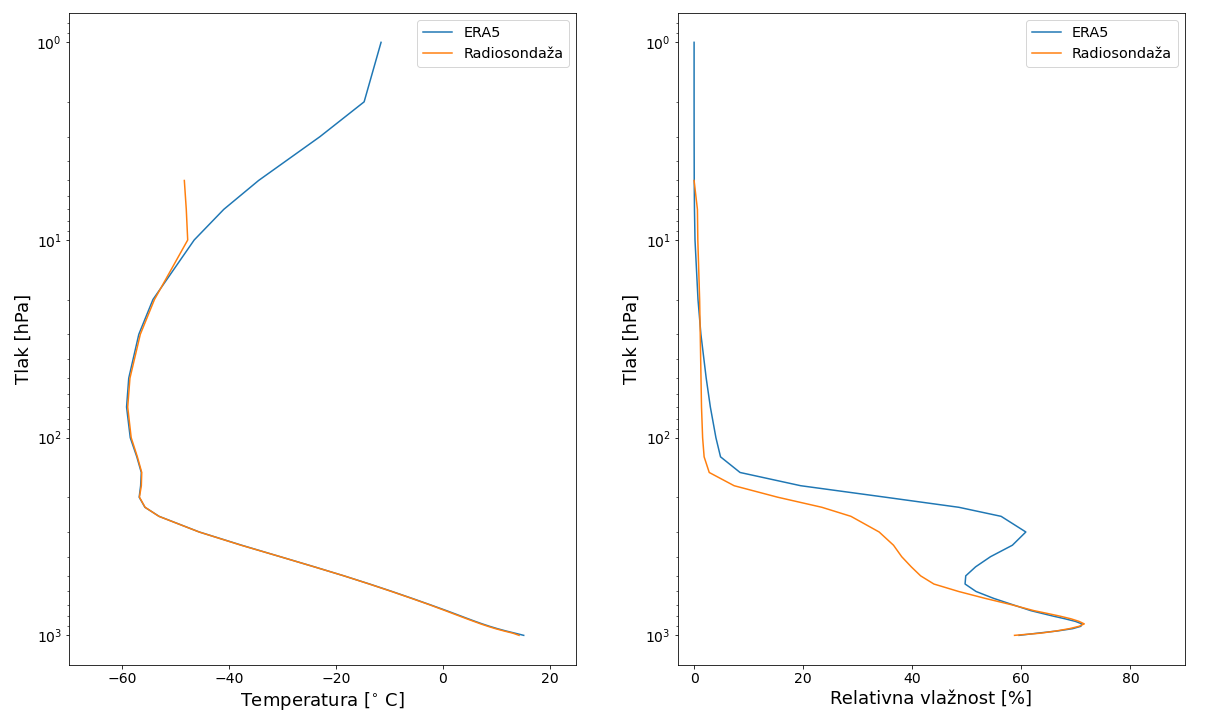 ERA5
Radiosondaža
10⁰
10¹
10²
10³
Tlak [hPa]
−60
−40
−20
0
20
Temperatura [° C]
ERA5
Radiosondaža
10⁰
10¹
10²
10³
Tlak [hPa]
0
20
40
60
80
Relativna vlažnost [%]